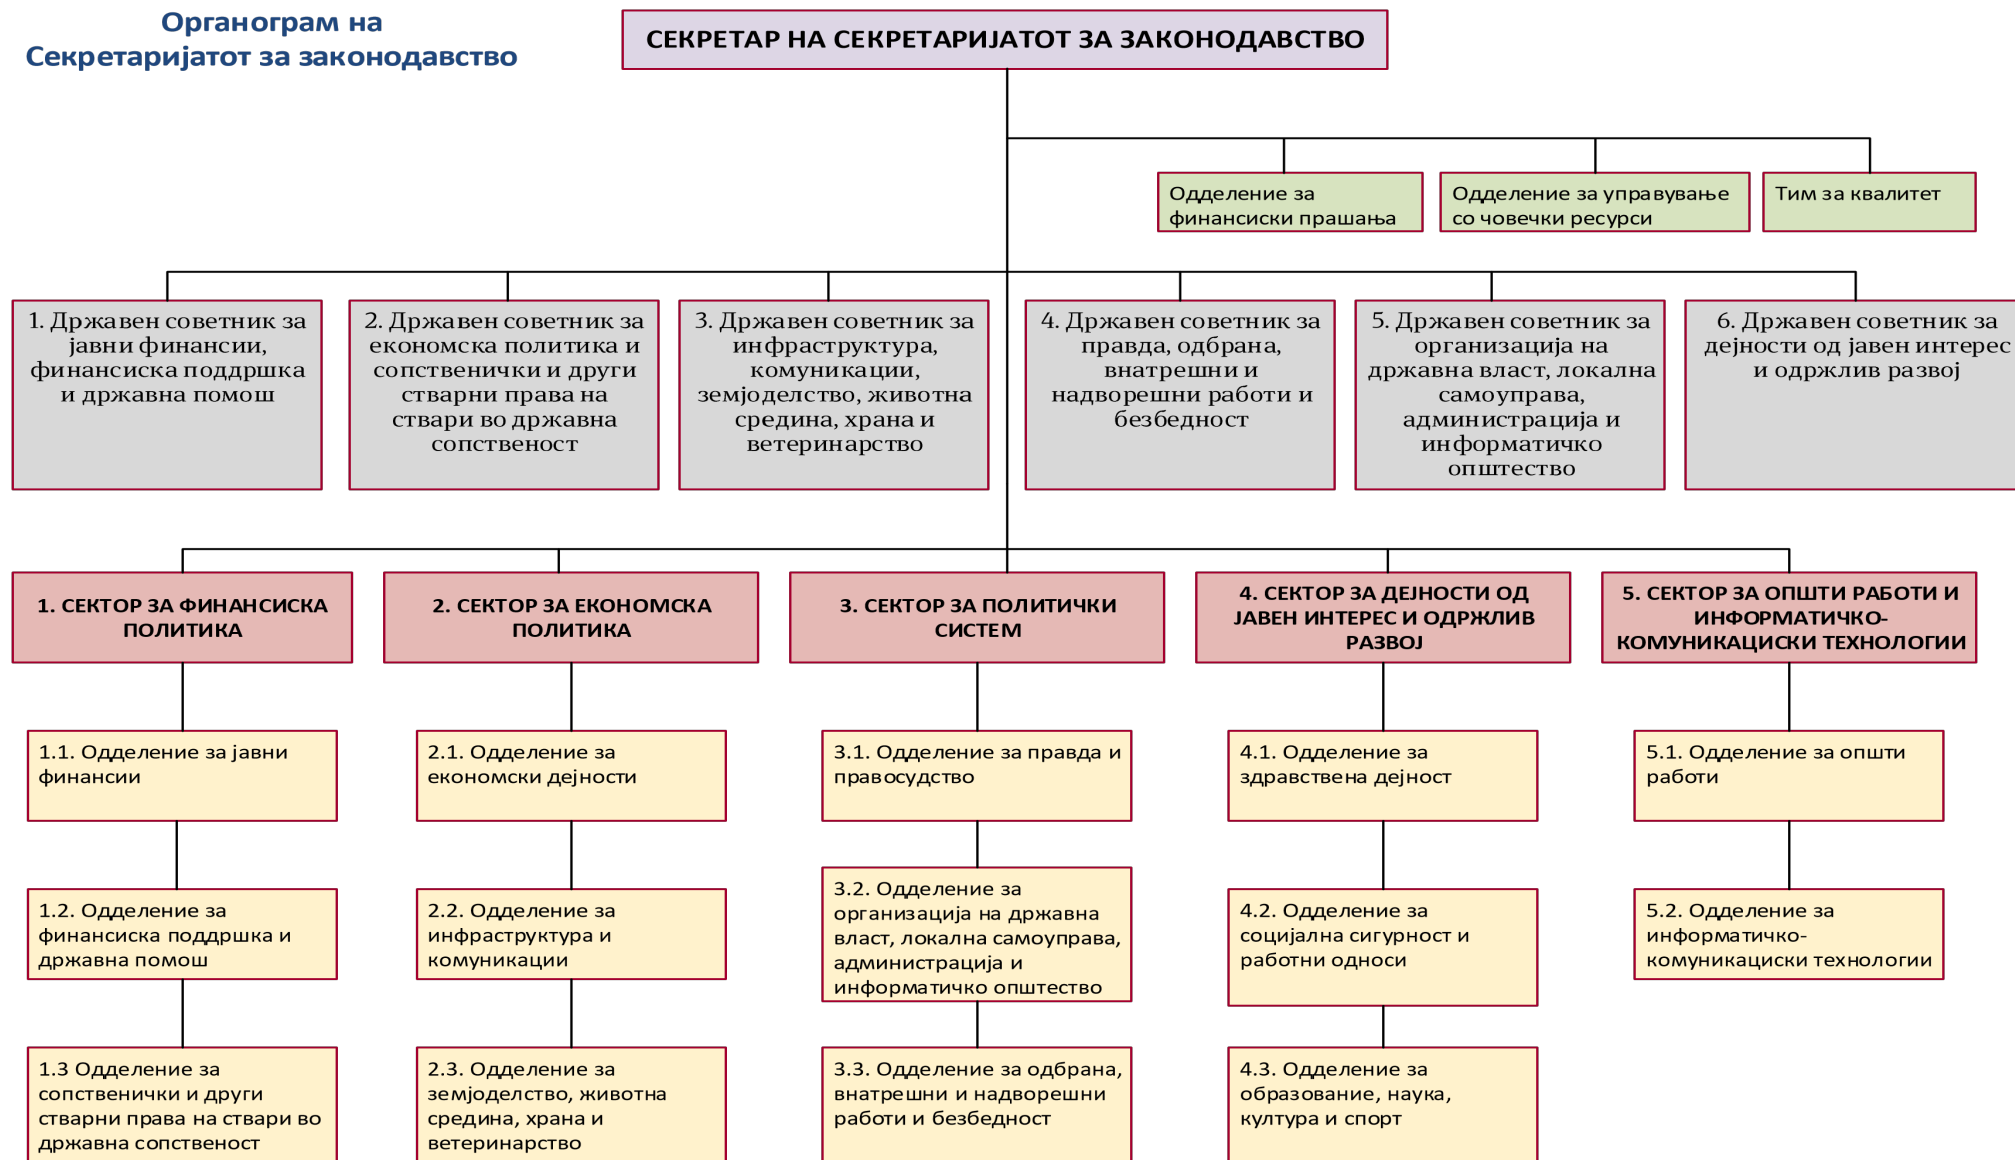 Органограм на
Секретаријатот за законодавство
СЕКРЕТАР НА СЕКРЕТАРИЈАТОТ ЗА ЗАКОНОДАВСТВО
Одделение за
финансиски прашања
Одделение за управување
со човечки ресурси
Тим за квалитет
1. Државен советник за
јавни финансии,
финансиска поддршка
и државна помош
2. Државен советник за
економска политика и
сопственички и други
стварни права на
ствари во државна
сопственост
3. Државен советник за
инфраструктура,
комуникации,
земјоделство, животна
средина, храна и
ветеринарство
4. Државен советник за
правда, одбрана,
внатрешни и
надворешни работи и
безбедност
5. Државен советник за
организација на
државна власт, локална
самоуправа,
администрација и
информатичко
општество
6. Државен советник за
дејности од јавен интерес
и одржлив развој
1. СЕКТОР ЗА ФИНАНСИСКА
ПОЛИТИКА
2. СЕКТОР ЗА ЕКОНОМСКА
ПОЛИТИКА
3. СЕКТОР ЗА ПОЛИТИЧКИ
СИСТЕМ
4. СЕКТОР ЗА ДЕЈНОСТИ ОД
ЈАВЕН ИНТЕРЕС И ОДРЖЛИВ
РАЗВОЈ
5. СЕКТОР ЗА ОПШТИ РАБОТИ И
ИНФОРМАТИЧКО-
КОМУНИКАЦИСКИ ТЕХНОЛОГИИ
1.1. Одделение за јавни
финансии
2.1. Одделение за
економски дејности
3.1. Одделение за правда и
правосудство
4.1. Одделение за
здравствена дејност
5.1. Одделение за општи
работи
1.2. Одделение за
финансиска поддршка и
државна помош
2.2. Одделение за
инфраструктура и
комуникации
3.2. Одделение за
организација на државна
власт, локална самоуправа,
администрација и
информатичко општество
4.2. Одделение за
социјална сигурност и
работни односи
5.2. Одделение за
информатичко-
комуникациски технологии
1.3 Одделение за
сопственички и други
стварни права на ствари во
државна сопственост
2.3. Одделение за
земјоделство, животна
средина, храна и
ветеринарство
3.3. Одделение за одбрана,
внатрешни и надворешни
работи и безбедност
4.3. Одделение за
образование, наука,
култура и спорт